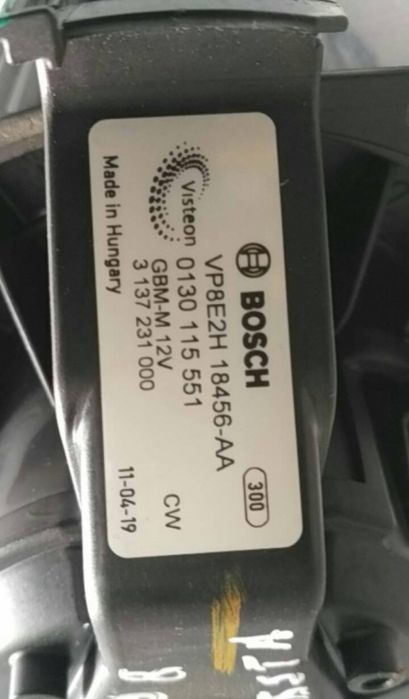 BOSCH
300
VP8E2H 18456-AA
Visteon
0130 115 551
CW
GBM-M 12V
3 137 231 000
Made in Hungary
11-04-19